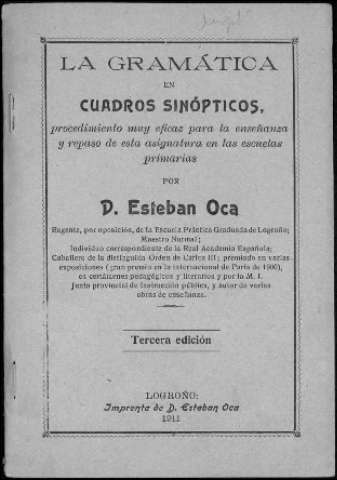 LA GRAMÁTICA
EN
CUADROS SINÓPTICOS,
procedimiento muy eficaz para la enseñanza
y repaso de esta asignatura en las escuelas
primarias
POR
D. Esteban Oca
Regente, por oposición, de la Escuela Práctica Graduada de Logroño;
Maestro Normal;
Individuo correspondiente de la Real Academia Española;
Caballero de la distinguida Orden de Carlos III; premiado en varias
exposiciones (gran premio en la internacional de París de 1900),
en certámenes pedagógicos y literarios y por la M. I.
Junta provincial de Instrucción pública, y autor de varias
obras de enseñanza.
Tercera edición
LOGROÑO:
Imprenta de D. Esteban Oca
1911